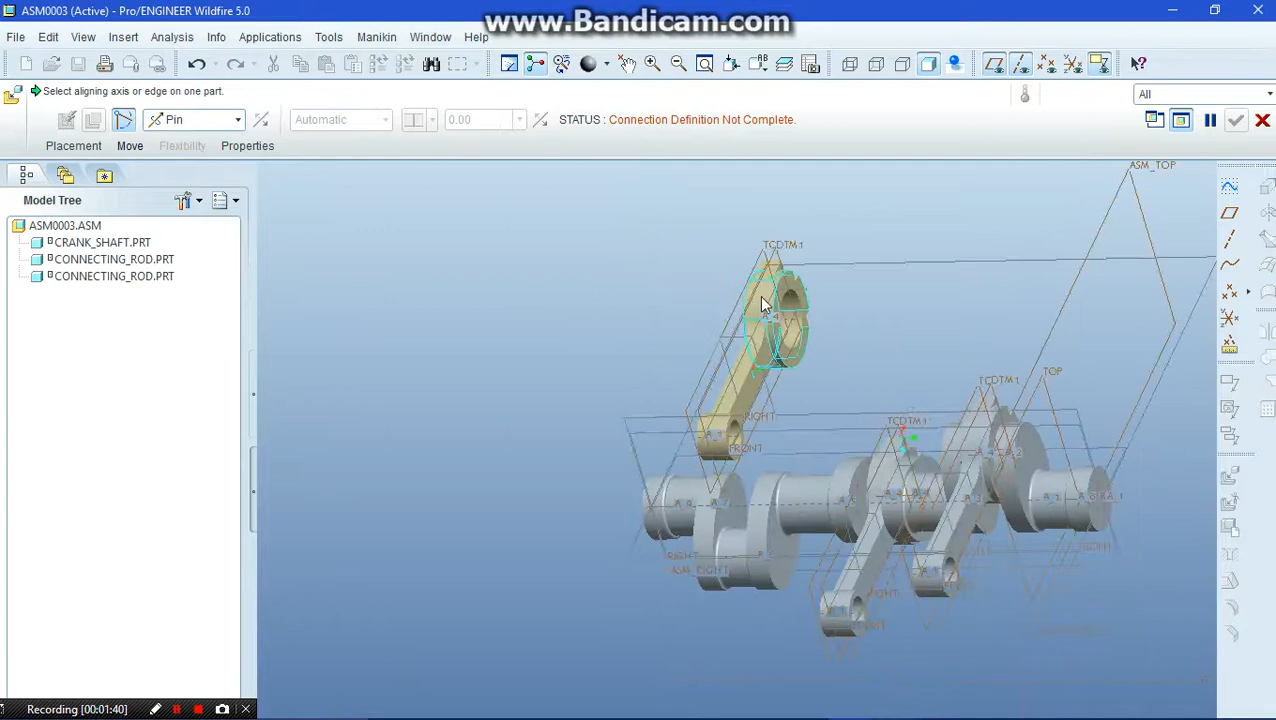 ASM0003 (Active) - Pro/ENGINEER Wildfire 5.0
www.Bandicam.com
File Edit View Insert Analysis Info Applications Tools Manikin Window Help
Select aligning axis or edge on one part.
All
Pin
Automatic
0.00
STATUS : Connection Definition Not Complete.
Placement Move Flexibility Properties
Model Tree
ASM0003.ASM
CRANK_SHAFT.PRT
CONNECTING_ROD.PRT
CONNECTING_ROD.PRT
ASM_TOP
TCDTM1
A_4
TCDTM1 TOP
RIGHT
TCDTM1
A_1
FRONT
RIGHT
ASM_RIGHT
Recording [00:01:40]